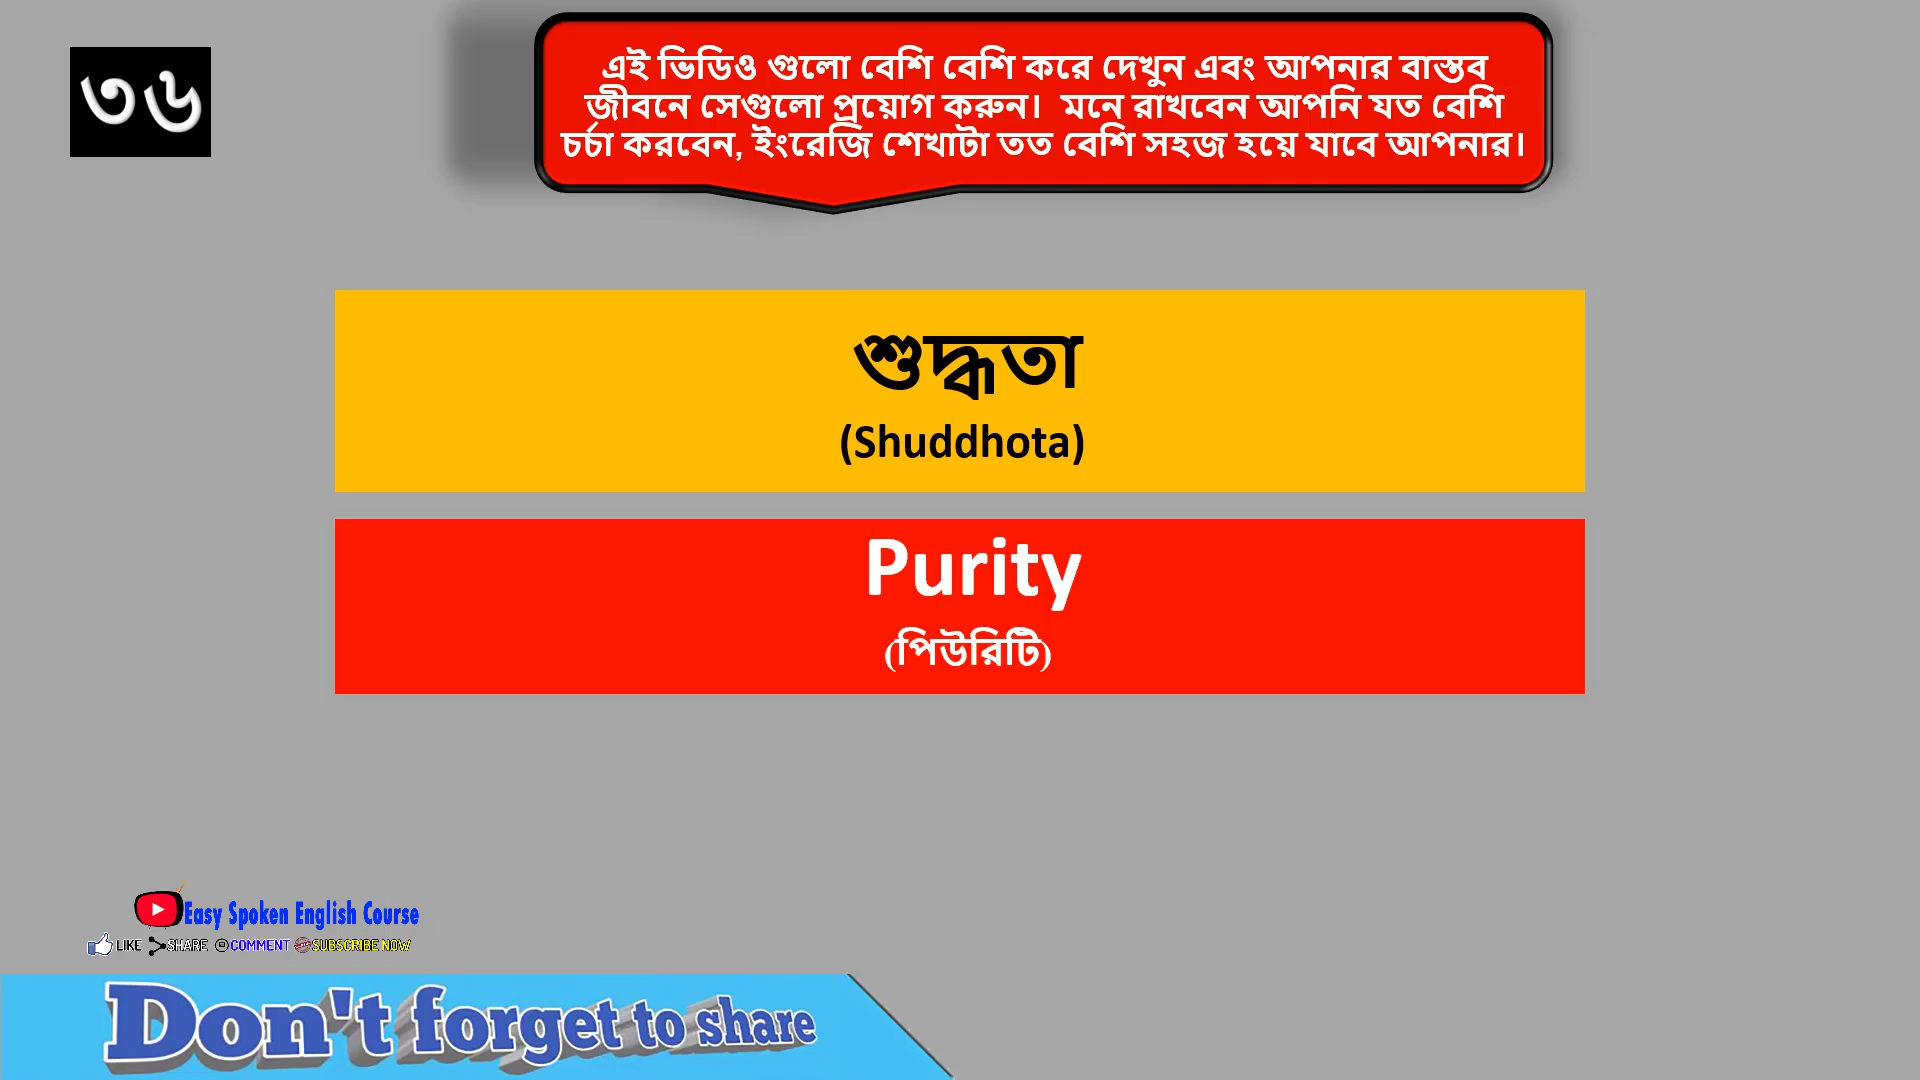 ৩৬
এই ভিডিও গুলো বেশি বেশি করে দেখুন এবং আপনার বাস্তব
জীবনে সেগুলো প্রয়োগ করুন। মনে রাখবেন আপনি যত বেশি
চর্চা করবেন, ইংরেজি শেখাটা তত বেশি সহজ হয়ে যাবে আপনার।
শুদ্ধতা
(Shuddhota)
Purity
(পিউরিটি)
Easy Spoken English Course
LIKE SHARE COMMENT SUBSCRIBE NOW
Don't forget to share